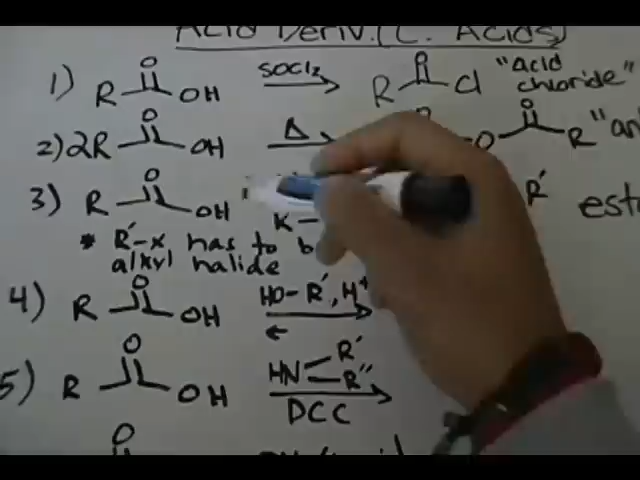 Acid Deriv. (C. Acids)
1) R O OH SOCl2 R O Cl "acid chloride"
2) 2R O OH Δ O O R "an
3) R O OH K R' este
* R'-X has to b
alkyl halide
4) R O OH HO-R', H+
5) R O OH HN R' R"
DCC
O